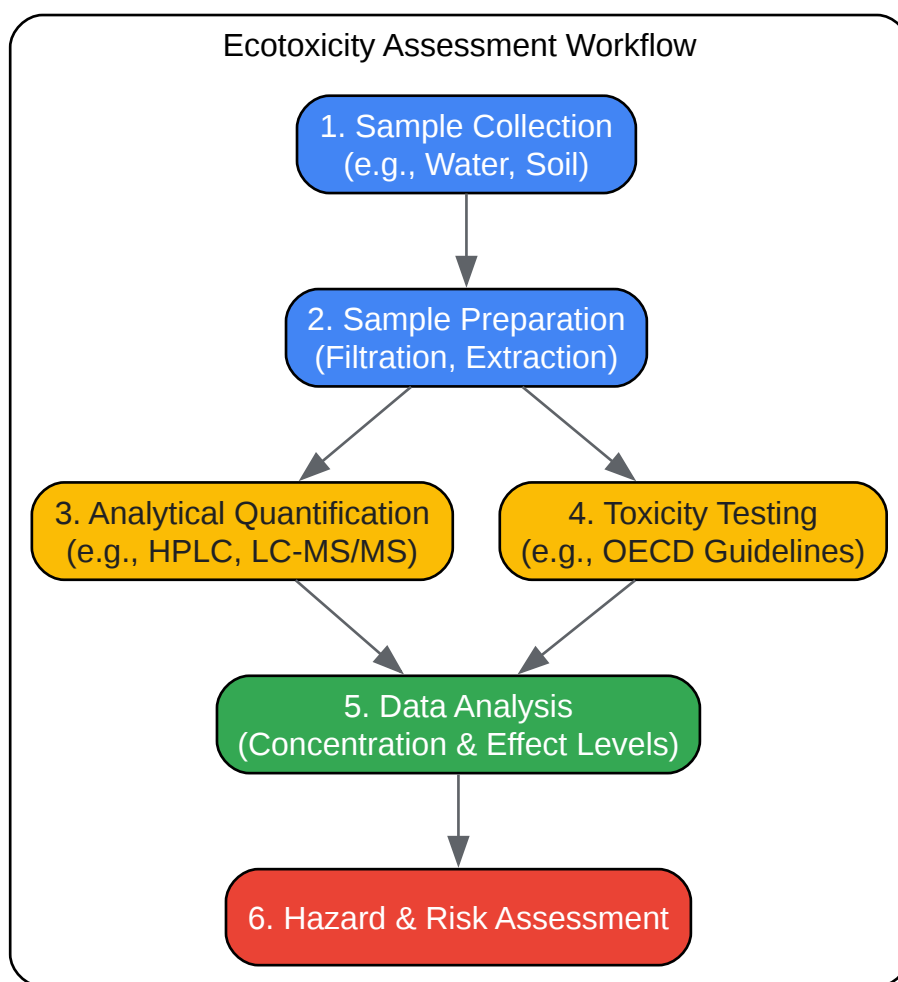 Ecotoxicity Assessment Workflow
1. Sample Collection
(e.g., Water, Soil)
2. Sample Preparation
(Filtration, Extraction)
3. Analytical Quantification
(e.g., HPLC, LC-MS/MS)
4. Toxicity Testing
(e.g., OECD Guidelines)
5. Data Analysis
(Concentration & Effect Levels)
6. Hazard & Risk Assessment